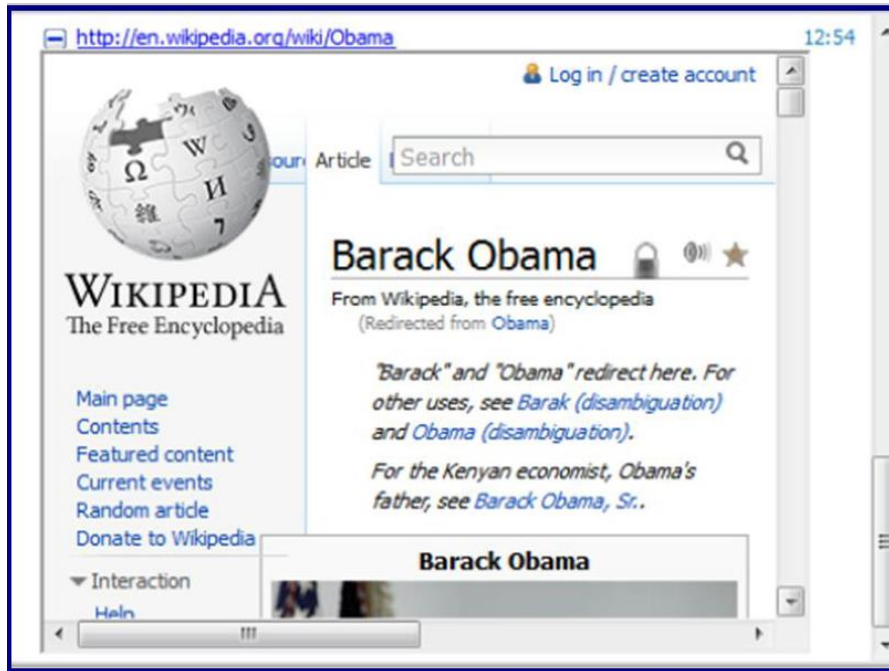 http://en.wikipedia.org/wiki/Obama 12:54
Log in / create account
Article Search
Barack Obama
From Wikipedia, the free encyclopedia
(Redirected from Obama)
"Barack" and "Obama" redirect here. For
other uses, see Barak (disambiguation)
and Obama (disambiguation).
For the Kenyan economist, Obama's
father, see Barack Obama, Sr..
WIKIPEDIA
The Free Encyclopedia
Main page
Contents
Featured content
Current events
Random article
Donate to Wikipedia
Interaction
Help
Barack Obama